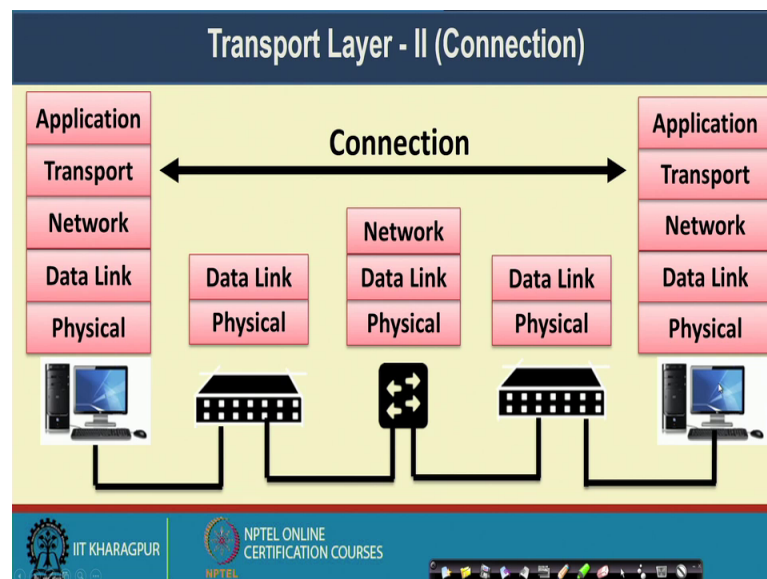 Transport Layer - II (Connection)
Application
Transport
Network
Data Link
Physical
Connection
Data Link
Physical
Network
Data Link
Physical
Data Link
Physical
Application
Transport
Network
Data Link
Physical
IIT KHARAGPUR
NPTEL
NPTEL ONLINE
CERTIFICATION COURSES